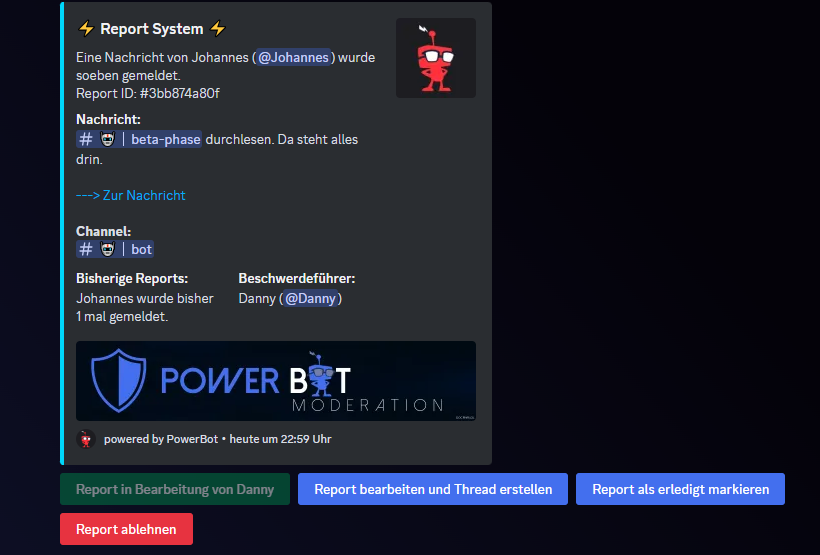 ⚡ Report System ⚡
Eine Nachricht von Johannes (@Johannes) wurde
soeben gemeldet.
Report ID: #3bb874a80f
Nachricht:
# | beta-phase durchlesen. Da steht alles
drin.
---> Zur Nachricht
Channel:
# | bot
Bisherige Reports:
Johannes wurde bisher
1 mal gemeldet.
Beschwerdeführer:
Danny (@Danny)
POWER BOT
MODERATION
powered by PowerBot • heute um 22:59 Uhr
Report in Bearbeitung von Danny
Report bearbeiten und Thread erstellen
Report als erledigt markieren
Report ablehnen